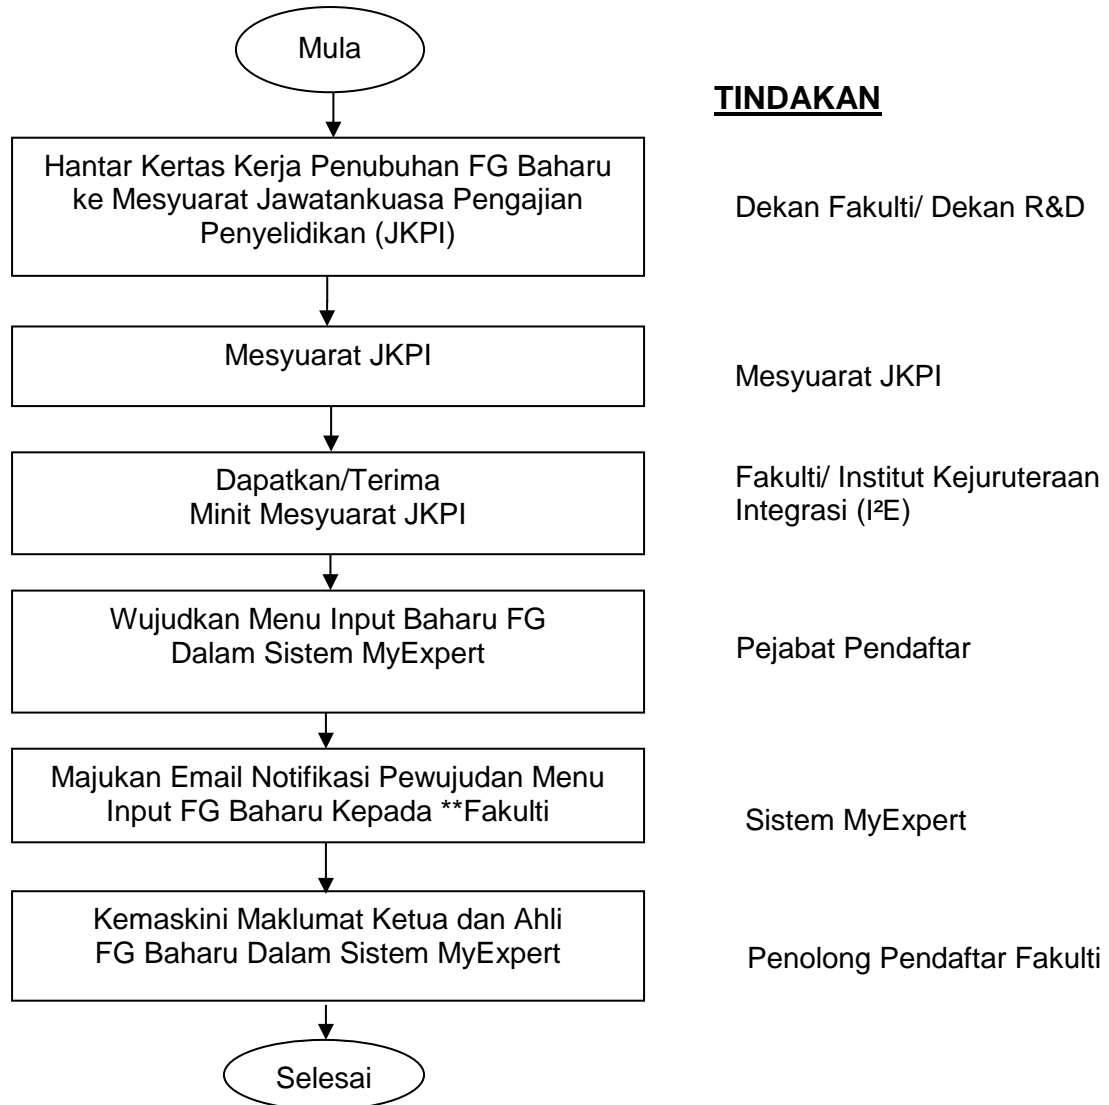 Mula
TINDAKAN
Hantar Kertas Kerja Penubuhan FG Baharu
ke Mesyuarat Jawatankuasa Pengajian
Penyelidikan (JKPI)
Dekan Fakulti/ Dekan R&D
Mesyuarat JKPI
Mesyuarat JKPI
Dapatkan/Terima
Minit Mesyuarat JKPI
Fakulti/ Institut Kejuruteraan
Integrasi (I²E)
Wujudkan Menu Input Baharu FG
Dalam Sistem MyExpert
Pejabat Pendaftar
Majukan Email Notifikasi Pewujudan Menu
Input FG Baharu Kepada **Fakulti
Sistem MyExpert
Kemaskini Maklumat Ketua dan Ahli
FG Baharu Dalam Sistem MyExpert
Penolong Pendaftar Fakulti
Selesai